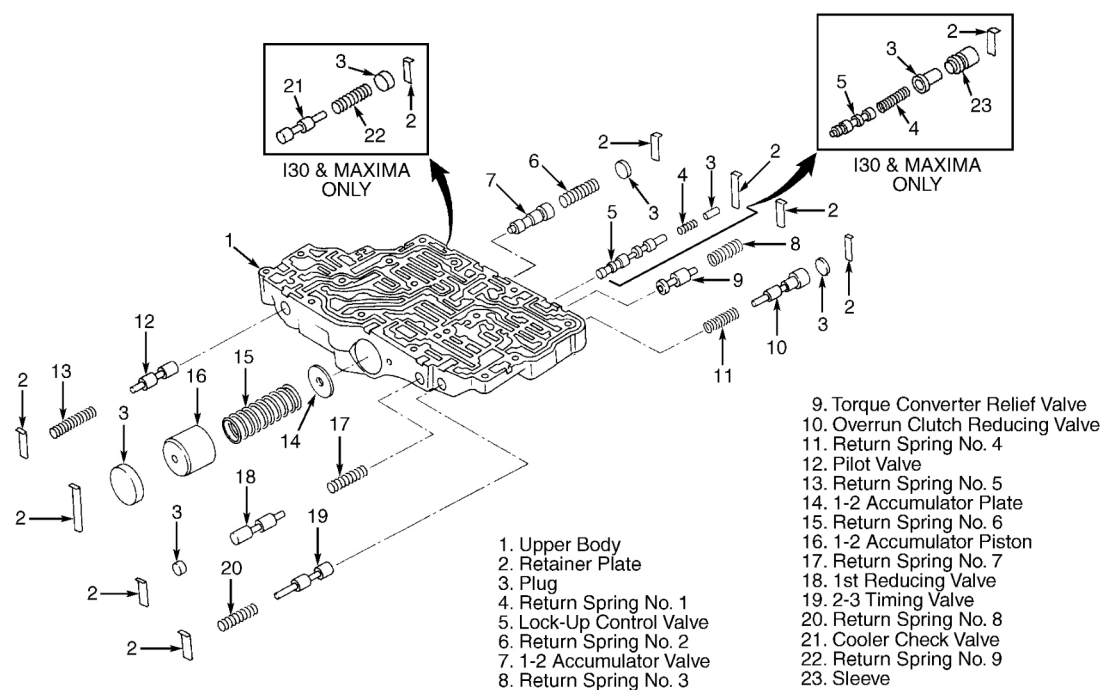 2
3
21
22
2
I30 & MAXIMA
ONLY
2
3
5
23
4
I30 & MAXIMA
ONLY
2
6
7
3
2
3
4
5
2
8
9
1
2
3
10
11
12
15
16
13
2
3
14
17
2
18
3
19
20
2
2
1. Upper Body
2. Retainer Plate
3. Plug
4. Return Spring No. 1
5. Lock-Up Control Valve
6. Return Spring No. 2
7. 1-2 Accumulator Valve
8. Return Spring No. 3
9. Torque Converter Relief Valve
10. Overrun Clutch Reducing Valve
11. Return Spring No. 4
12. Pilot Valve
13. Return Spring No. 5
14. 1-2 Accumulator Plate
15. Return Spring No. 6
16. 1-2 Accumulator Piston
17. Return Spring No. 7
18. 1st Reducing Valve
19. 2-3 Timing Valve
20. Return Spring No. 8
21. Cooler Check Valve
22. Return Spring No. 9
23. Sleeve